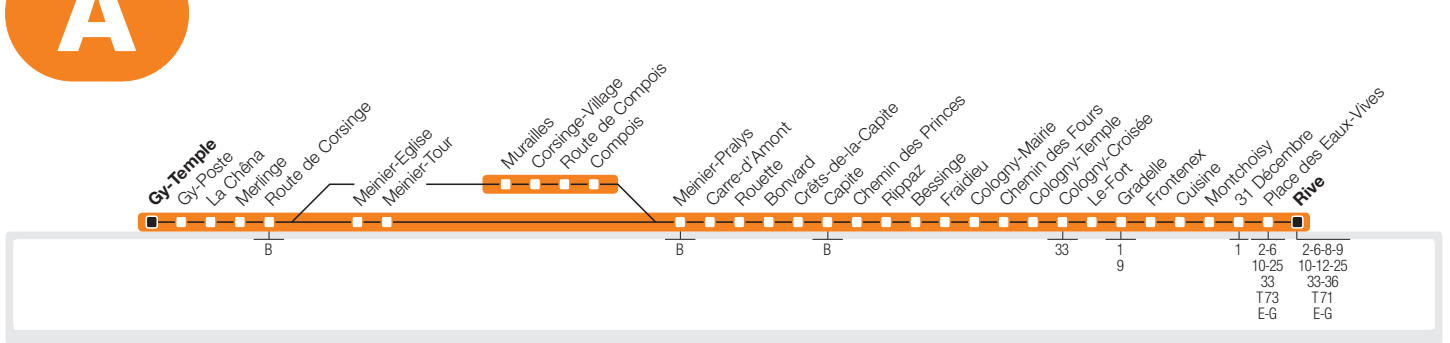 A
Gy-Temple
Gy-Poste
La Chêna
Merlinge
Route de Corsinge
Meinier-Eglise
Meinier-Tour
Murailles
Corsinge-Village
Route de Compois
Compois
Meinier-Pralys
Carre-d'Amont
Rouette
Bonvard
Crêts-de-la-Capite
Capite
Chemin des Princes
Rippaz
Bessinge
Fraidieu
Cologny-Mairie
Chemin des Fours
Cologny-Temple
Cologny-Croisée
Le-Fort
Gradelle
Frontenex
Cuisine
Montchoisy
31 Décembre
Place des Eaux-Vives
Rive
B
B
B
33
1
9
1
2-6
10-25
33
T73
E-G
2-6-8-9
10-12-25
33-36
T71
E-G